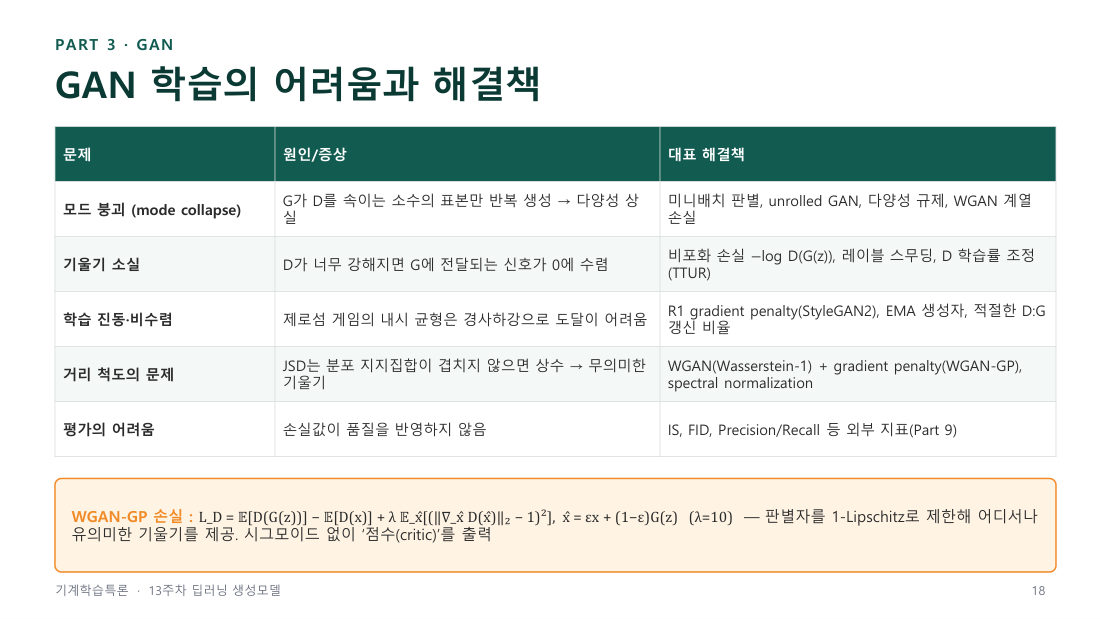 PART 3 · GAN
GAN 학습의 어려움과 해결책
문제
원인/증상
대표 해결책
모드 붕괴 (mode collapse)
G가 D를 속이는 소수의 표본만 반복 생성 → 다양성 상
실
미니배치 판별, unrolled GAN, 다양성 규제, WGAN 계열
손실
기울기 소실
D가 너무 강해지면 G에 전달되는 신호가 0에 수렴
비포화 손실 −log D(G(z)), 레이블 스무딩, D 학습률 조정
(TTUR)
학습 진동·비수렴
제로섬 게임의 내시 균형은 경사하강으로 도달이 어려움
R1 gradient penalty(StyleGAN2), EMA 생성자, 적절한 D:G
갱신 비율
거리 척도의 문제
JSD는 분포 지지집합이 겹치지 않으면 상수 → 무의미한
기울기
WGAN(Wasserstein-1) + gradient penalty(WGAN-GP),
spectral normalization
평가의 어려움
손실값이 품질을 반영하지 않음
IS, FID, Precision/Recall 등 외부 지표(Part 9)
WGAN-GP 손실 : L_D = 𝔼[D(G(z))] − 𝔼[D(x)] + λ 𝔼_x̂[(‖∇_x̂ D(x̂)‖₂ − 1)²], x̂ = εx + (1−ε)G(z) (λ=10) — 판별자를 1-Lipschitz로 제한해 어디서나
유의미한 기울기를 제공. 시그모이드 없이 ‘점수(critic)’를 출력
기계학습특론 · 13주차 딥러닝 생성모델
18